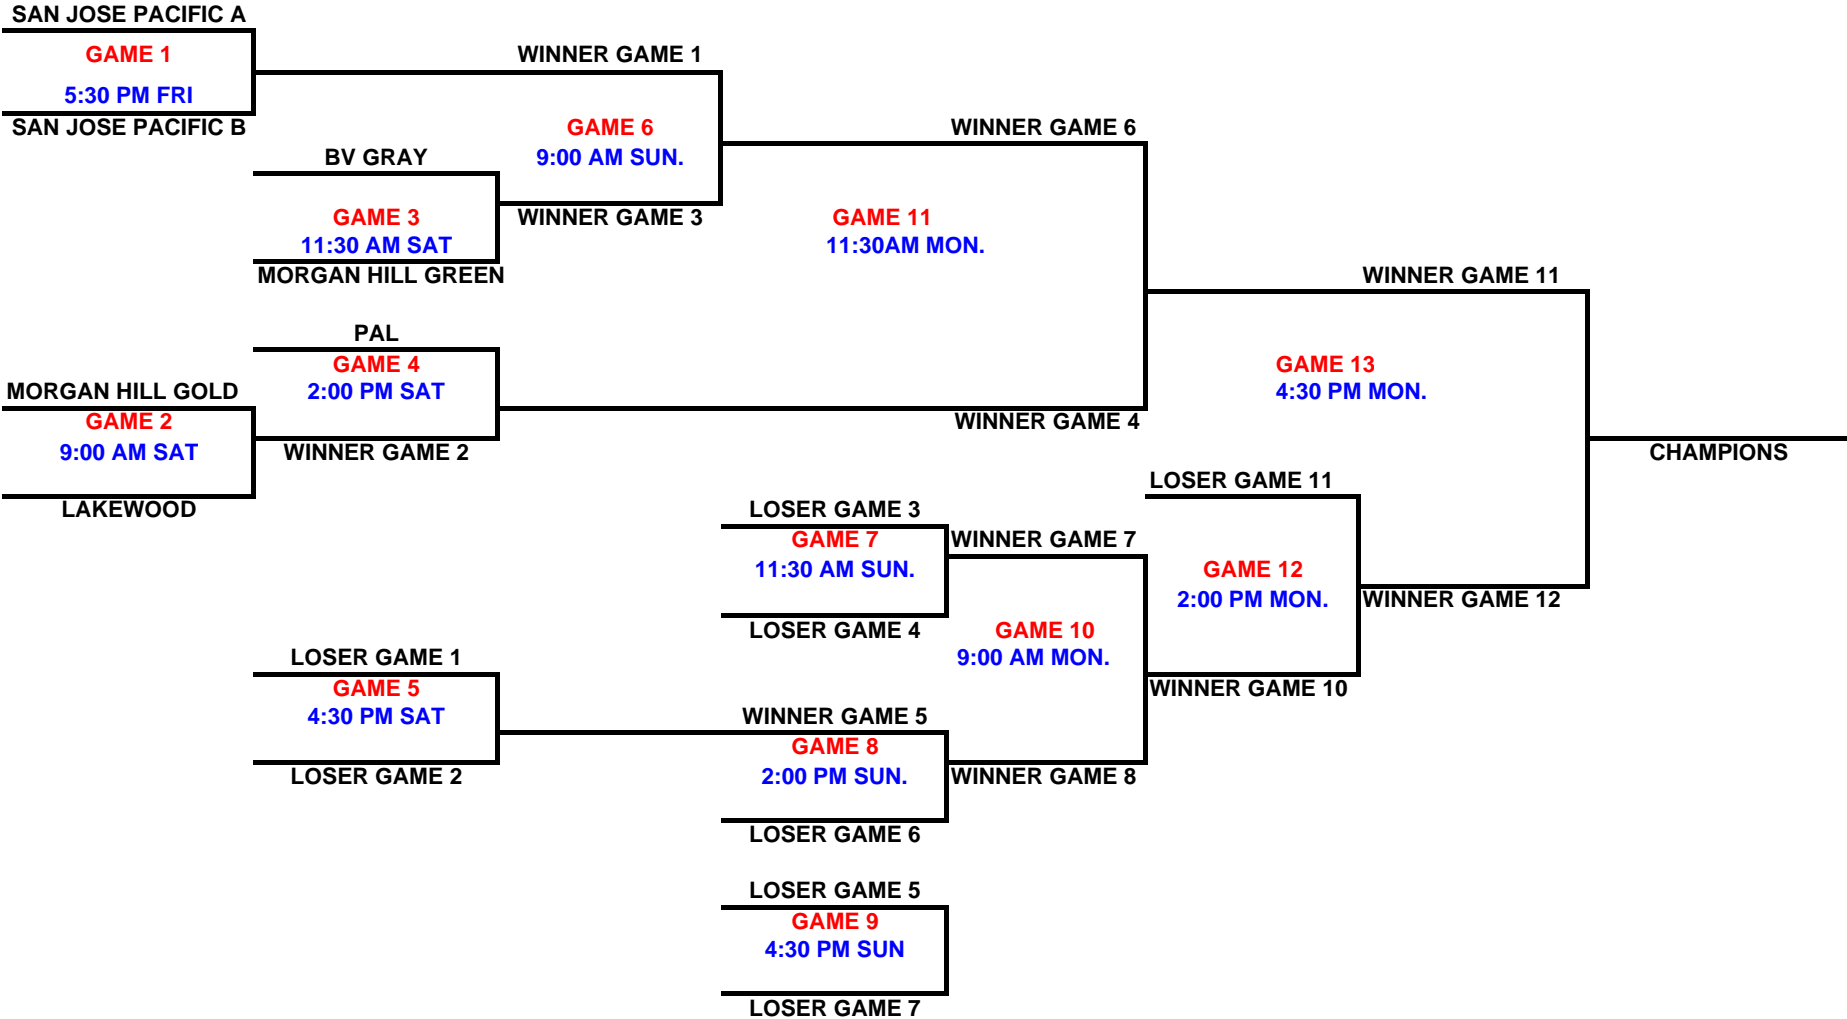 SAN JOSE PACIFIC A
GAME 1
WINNER GAME 1
5:30 PM FRI
SAN JOSE PACIFIC B
GAME 6
WINNER GAME 6
BV GRAY
9:00 AM SUN.
GAME 3
WINNER GAME 3
GAME 11
11:30 AM SAT
11:30AM MON.
MORGAN HILL GREEN
WINNER GAME 11
PAL
GAME 4
GAME 13
MORGAN HILL GOLD
2:00 PM SAT
4:30 PM MON.
GAME 2
WINNER GAME 4
9:00 AM SAT
WINNER GAME 2
CHAMPIONS
LOSER GAME 11
LAKEWOOD
LOSER GAME 3
GAME 7
WINNER GAME 7
11:30 AM SUN.
GAME 12
2:00 PM MON.
WINNER GAME 12
LOSER GAME 4
GAME 10
LOSER GAME 1
9:00 AM MON.
GAME 5
WINNER GAME 10
4:30 PM SAT
WINNER GAME 5
GAME 8
LOSER GAME 2
2:00 PM SUN.
WINNER GAME 8
LOSER GAME 6
LOSER GAME 5
GAME 9
4:30 PM SUN
LOSER GAME 7